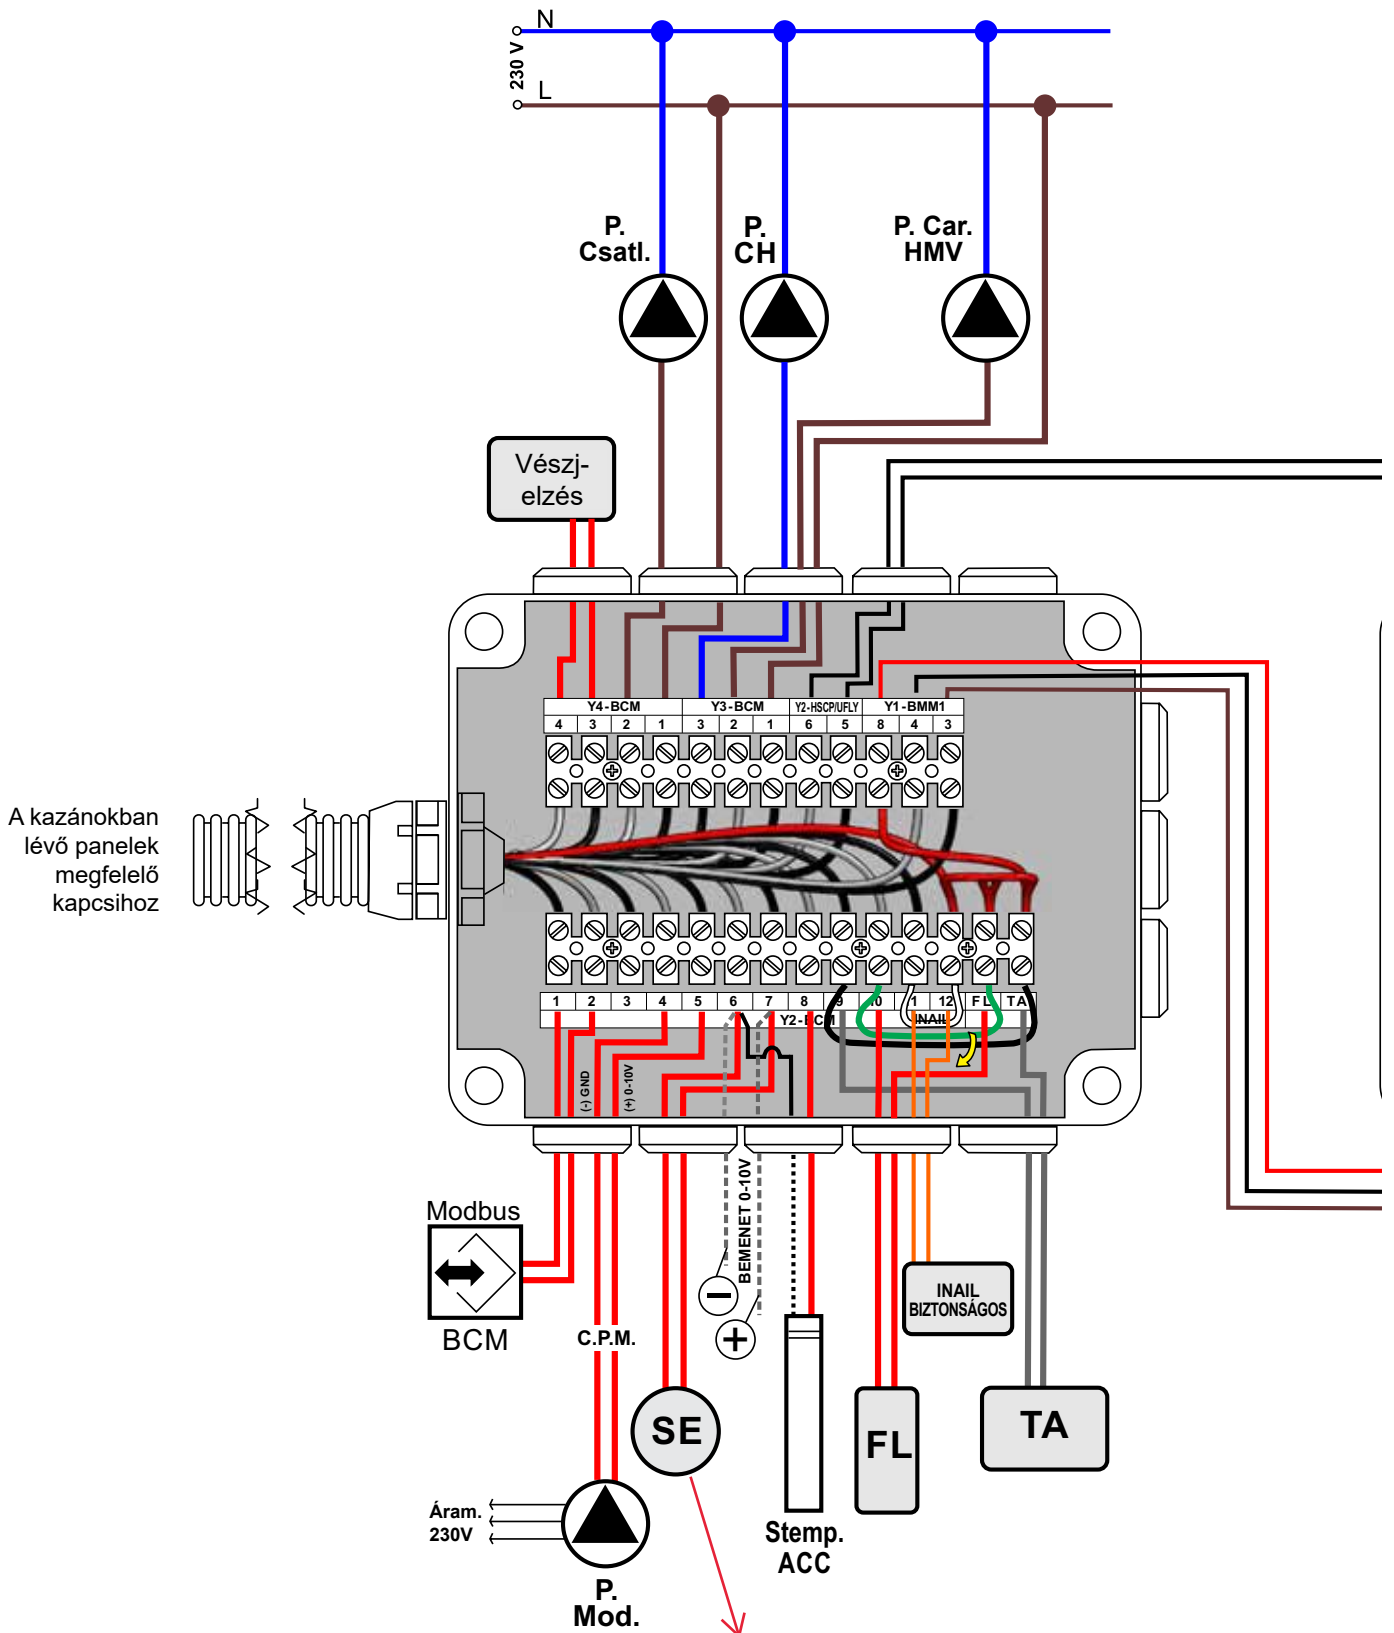 N
230 V
L
P.
Csatl.
P.
CH
P. Car.
HMV
Vészj-
elzés
Y4-BCM
Y3-BCM
Y2-HSCP/UFLY
Y1-BMM1
4 3 2 1 3 2 1 6 5 8 4 3
A kazánokban
lévő panelek
megfelelő
kapcsihoz
1 2 3 4 5 6 7 8 9 10 11 12 FL TA
Y2-BCM
INAIL
(-) GND
(+) 0-10V
BEMENET 0-10V
Modbus
BCM
C.P.M.
INAIL
BIZTONSÁGOS
SE
FL
TA
Áram.
230V
Stemp.
ACC
P.
Mod.